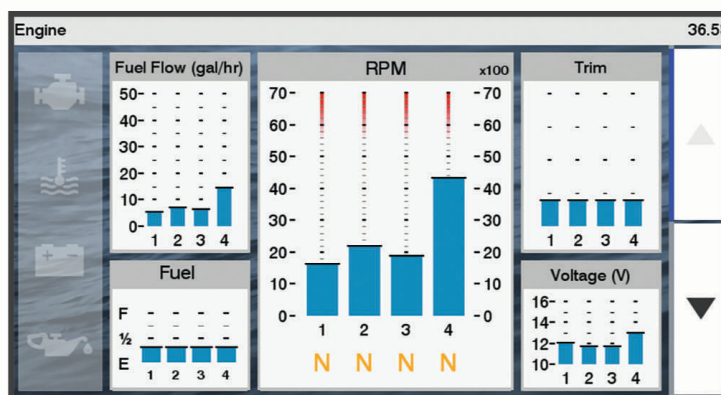 Engine 36.5
Fuel Flow (gal/hr)
50-
40-
30-
20-
10-
0-
1 2 3 4
Fuel
F
½
E
1 2 3 4
RPM x100
70- -70
60- -60
50- -50
40- -40
30- -30
20- -20
10- -10
0- -0
1 2 3 4
N N N N
Trim
1 2 3 4
Voltage (V)
16-
14-
12-
10-
1 2 3 4